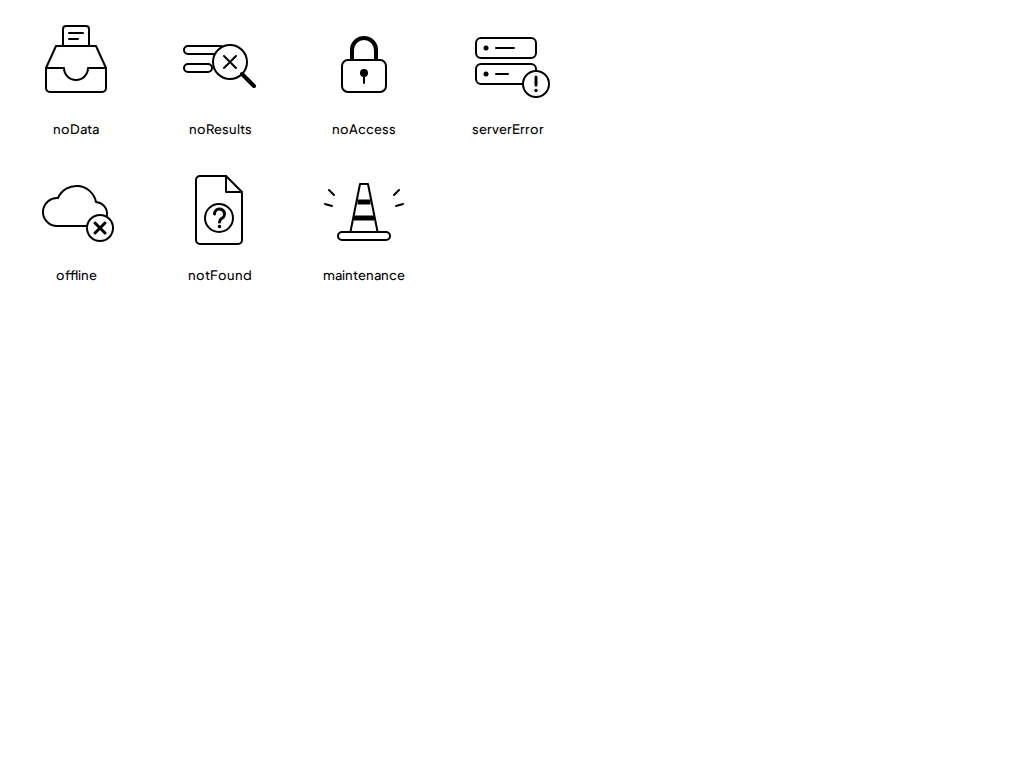 noData
noResults
noAccess
serverError
offline
notFound
maintenance